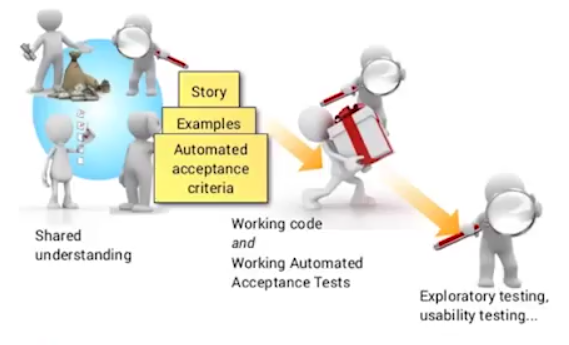 Story
Examples
Automated
acceptance
criteria
Shared
understanding
Working code
and
Working Automated
Acceptance Tests
Exploratory testing,
usability testing...